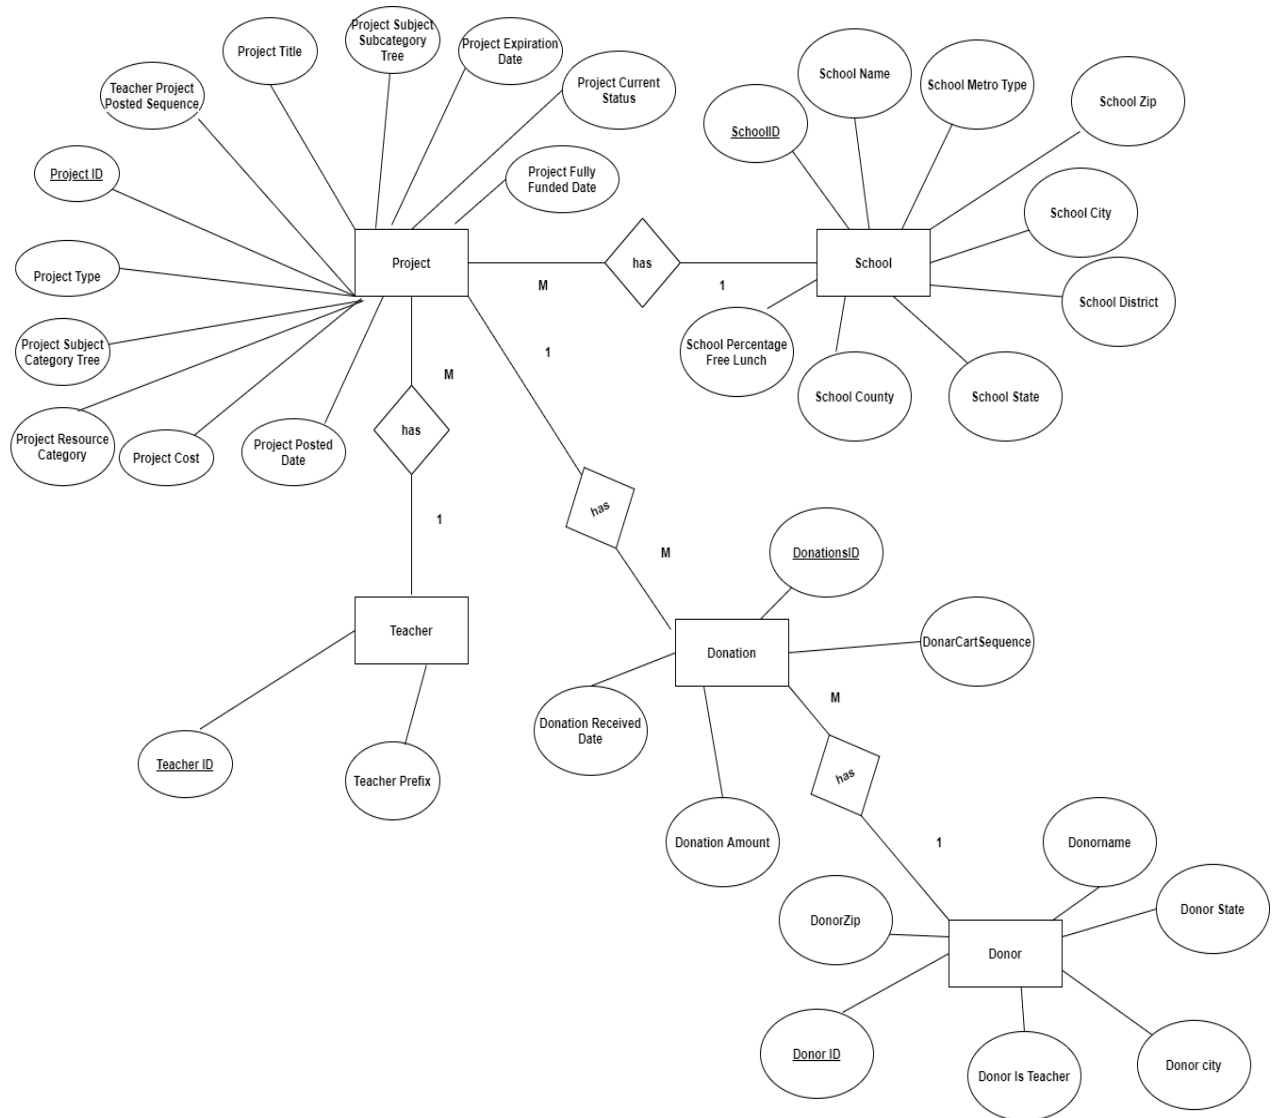 Project Subject
Subcategory
Tree
Project Title
Project Expiration
Date
Project Current
Status
Teacher Project
Posted Sequence
Project ID
Project Fully
Funded Date
Project Type
Project Subject
Category Tree
Project Resource
Category
Project Cost
Project Posted
Date
Project
has
M
1
School
School Name
School Metro Type
School Zip
SchoolID
School City
School District
School Percentage
Free Lunch
School County
School State
M
has
1
Teacher
Teacher ID
Teacher Prefix
1
has
M
DonationsID
Donation
DonarCartSequence
Donation Received
Date
Donation Amount
M
has
1
Donorname
DonorZip
Donor State
Donor
Donor ID
Donor Is Teacher
Donor city